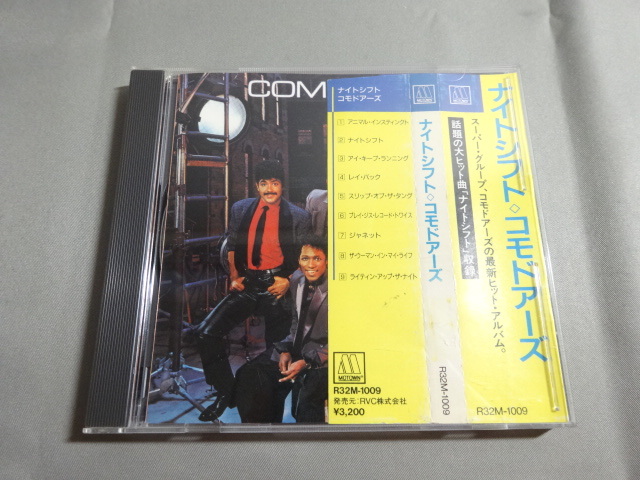 COM
ナイトシフト
コモドアーズ
1 アニマル・インスティンクト
2 ナイトシフト
3 アイ・キープ・ランニング
4 レイ・バック
5 スリップ・オブ・ザ・タング
6 プレイ・ジス・レコード・トワイス
7 ジャネット
8 ザ・ウーマン・イン・マイ・ライフ
9 ライティン・アップ・ザ・ナイト
MOTOWN
R32M-1009
発売元:RVC株式会社
¥3,200
MOTOWN
ナイトシフト◇コモドアーズ
R32M-1009
MOTOWN
ナイトシフト◇コモドアーズ
スーパー・グループ、コモドアーズの最新ヒット・アルバム。
話題の大ヒット曲「ナイトシフト」収録
R32M-1009